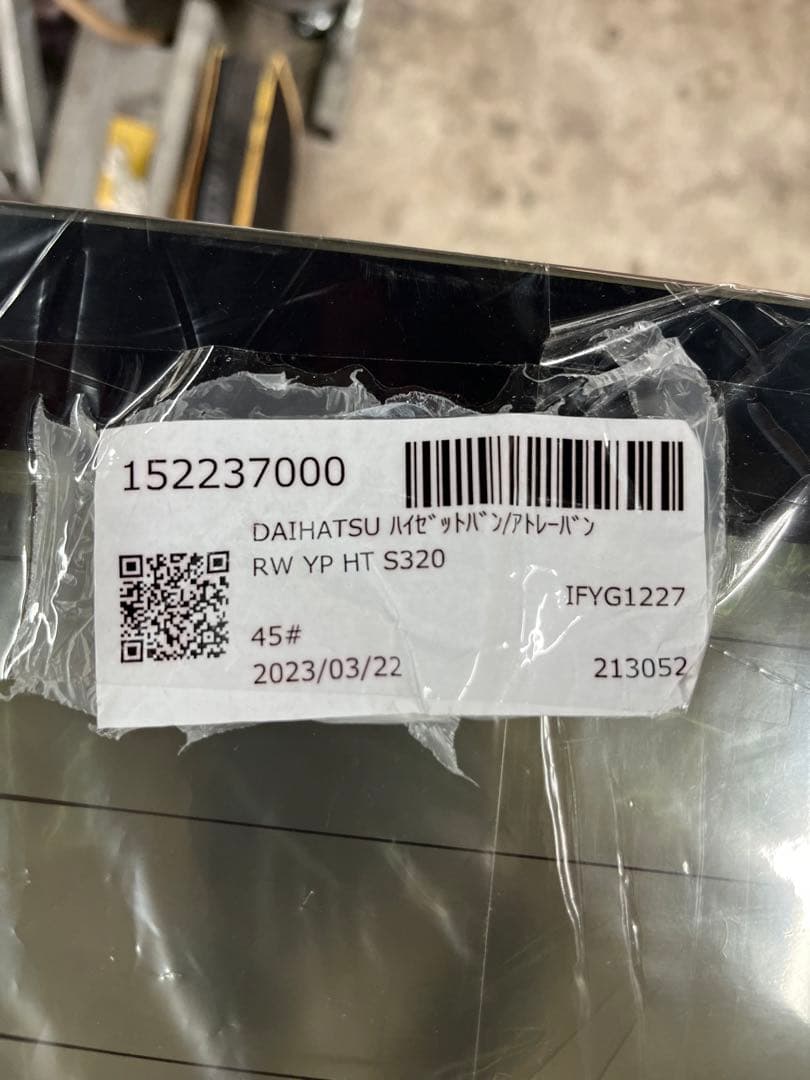 152237000
DAIHATSU ﾊｲｾﾞｯﾄﾊﾞﾝ/ｱﾄﾚｰﾊﾞﾝ
RW YP HT S320
IFYG1227
45#
2023/03/22
213052